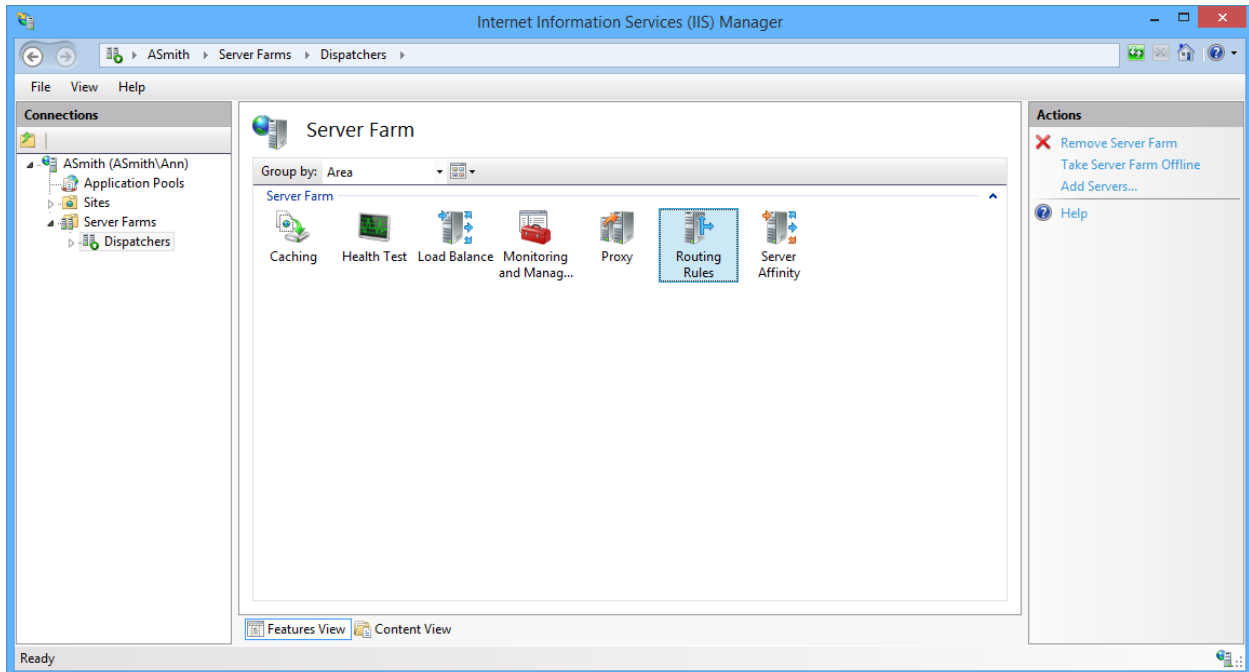 Internet Information Services (IIS) Manager
ASmith Server Farms Dispatchers
File View Help
Connections
ASmith (ASmith\Ann)
Application Pools
Sites
Server Farms
Dispatchers
Server Farm
Group by: Area
Server Farm
Caching
Health Test
Load Balance
Monitoring
and Manag...
Proxy
Routing
Rules
Server
Affinity
Features View
Content View
Actions
Remove Server Farm
Take Server Farm Offline
Add Servers...
Help
Ready